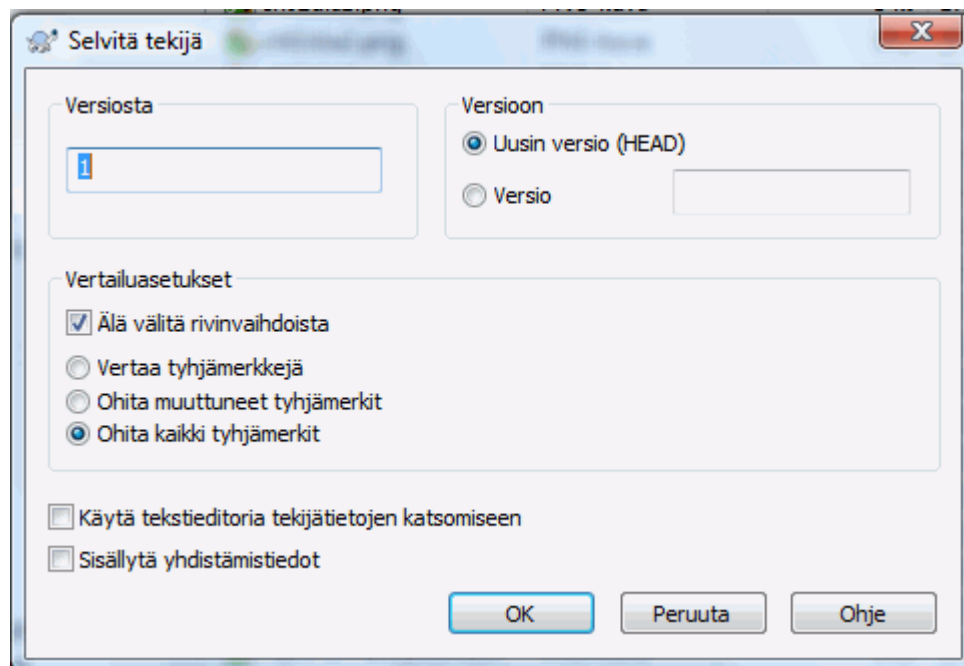 Selvitä tekijä
Versiosta
1
Versioon
Uusin versio (HEAD)
Versio
Vertailuasetukset
Älä välitä rivinvaihdoista
Vertaa tyhjämerkkejä
Ohita muuttuneet tyhjämerkit
Ohita kaikki tyhjämerkit
Käytä tekstieditoria tekijätietojen katsomiseen
Sisällytä yhdistämistiedot
OK Peruuta Ohje